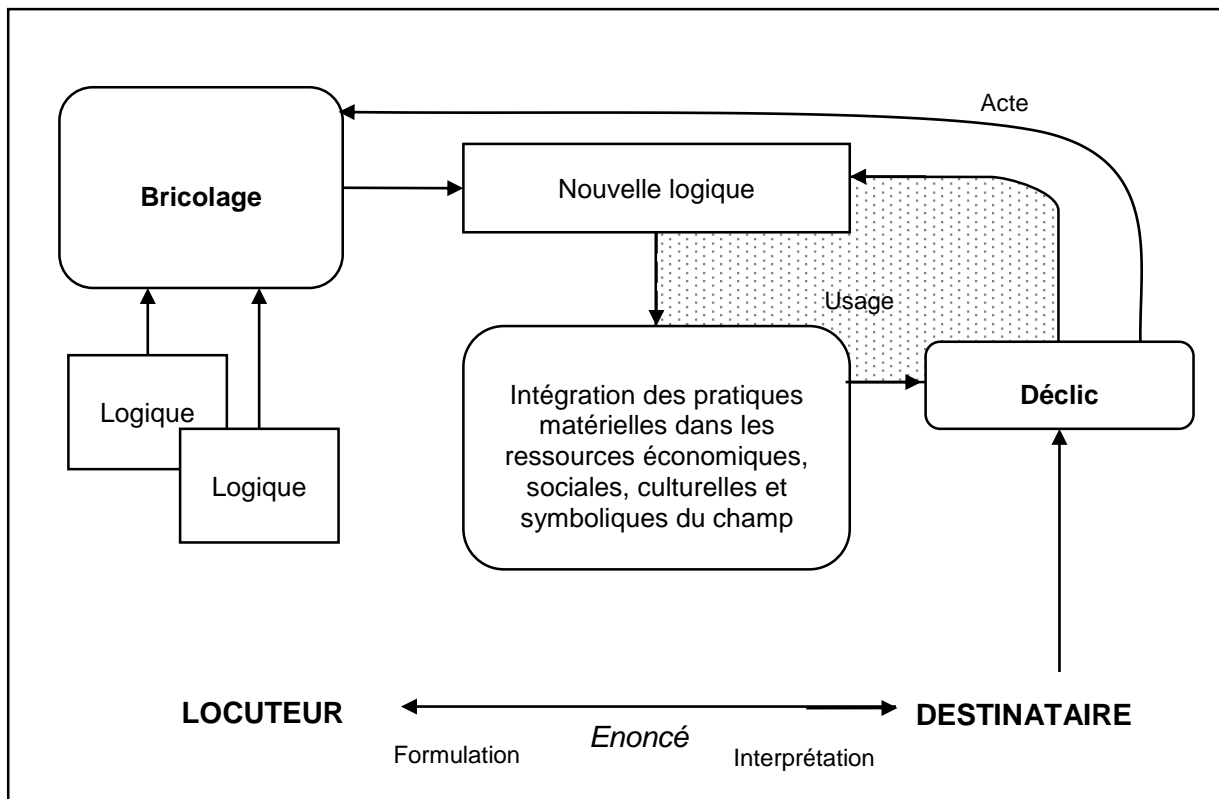 Acte
Bricolage
Nouvelle logique
Usage
Logique
Logique
Intégration des pratiques
matérielles dans les
ressources économiques,
sociales, culturelles et
symboliques du champ
Déclic
LOCUTEUR
DESTINATAIRE
Enoncé
Formulation
Interprétation